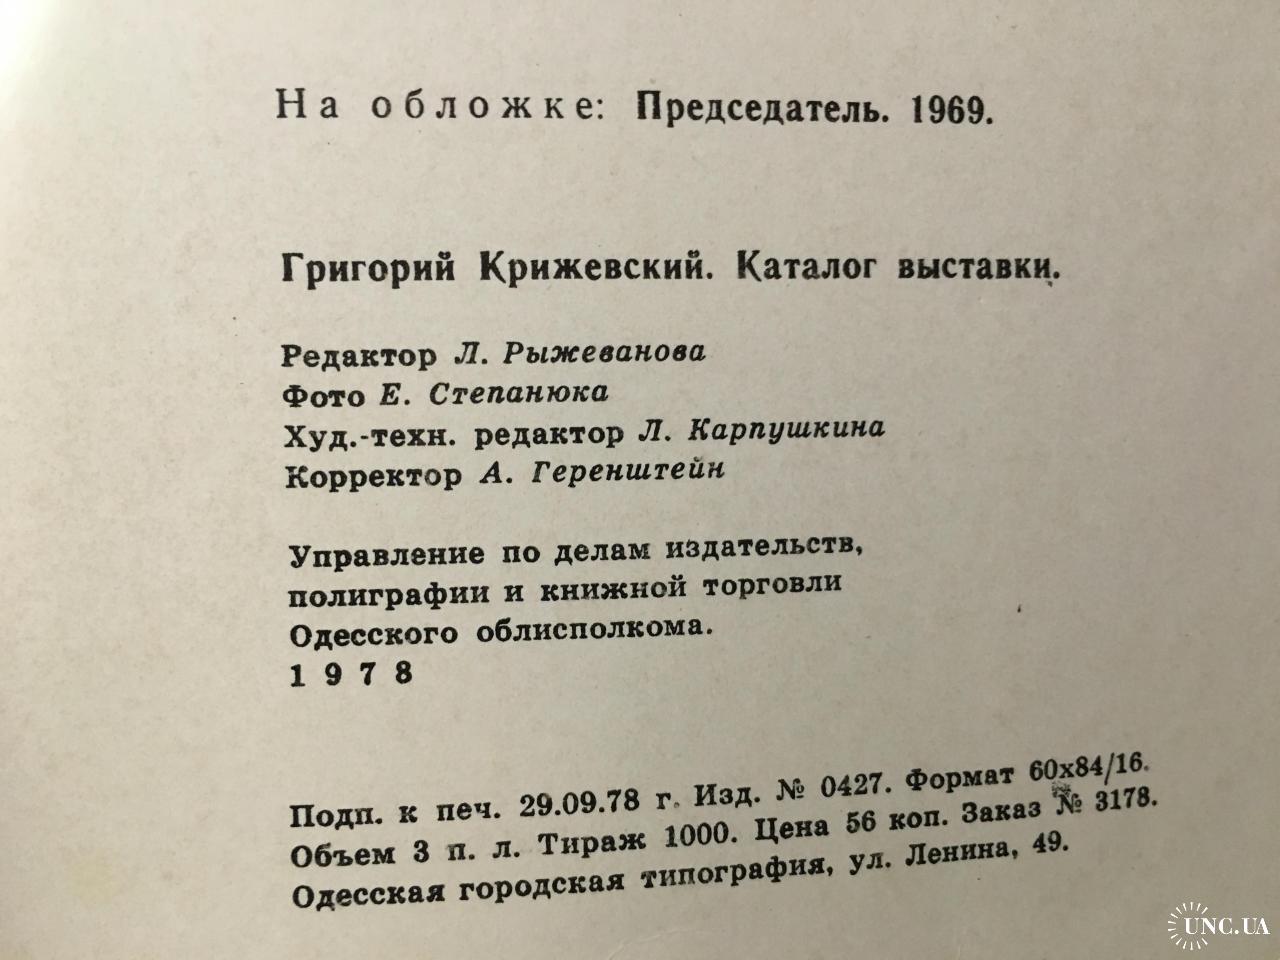 На обложке: Председатель. 1969.
Григорий Крижевский. Каталог выставки.
Редактор Л. Рыжеванова
Фото Е. Степанюка
Худ.-техн. редактор Л. Карпушкина
Корректор А. Геренштейн
Управление по делам издательств,
полиграфии и книжной торговли
Одесского облисполкома.
1978
Подп. к печ. 29.09.78 г. Изд. № 0427. Формат 60х84/16.
Объем 3 п. л. Тираж 1000. Цена 56 коп. Заказ № 3178.
Одесская городская типография, ул. Ленина, 49.
UNC.UA